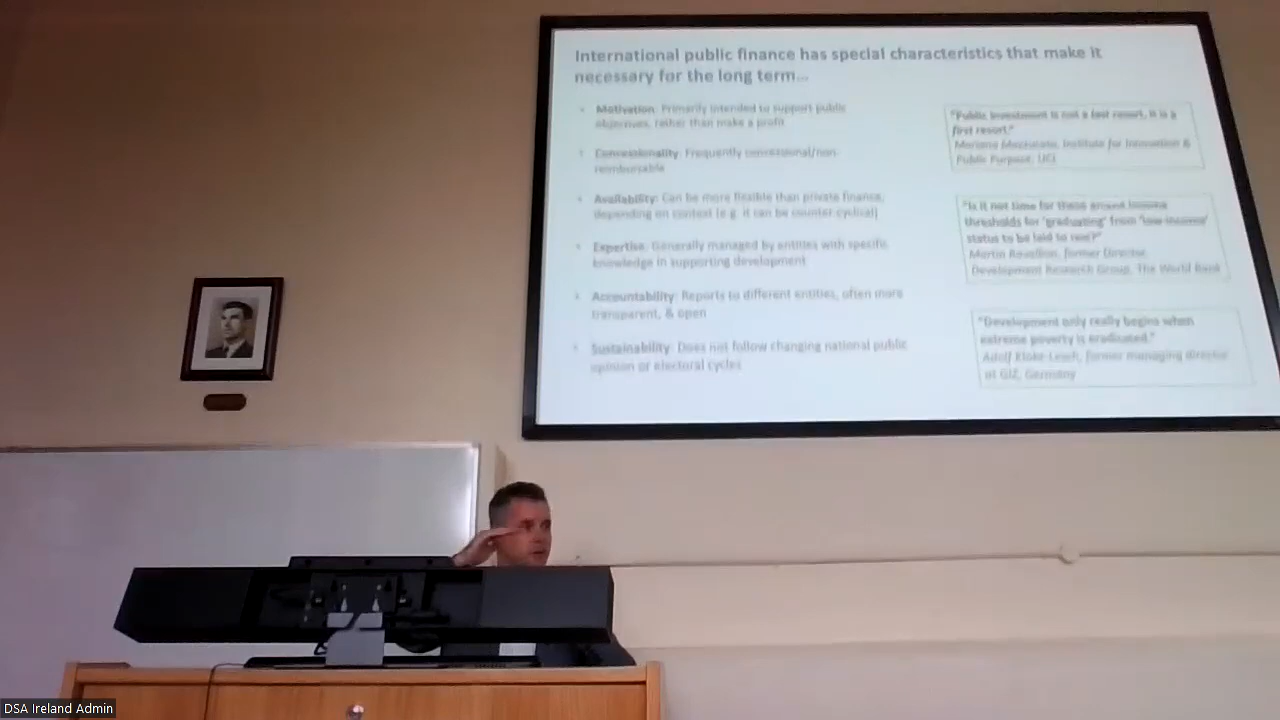 International public finance has special characteristics that make it
necessary for the long term...
Motivation: Primarily intended to support public
objectives, rather than make a profit
Concessionality: Frequently concessional/non-
reimbursable
Availability: Can be more flexible than private finance,
depending on context (e.g. it can be counter-cyclical)
Expertise: Generally managed by entities with specific
knowledge in supporting development
Accountability: Reports to different entities, often more
transparent, & open
Sustainability: Does not follow changing national public
opinion or electoral cycles
"Public investment is not a last resort. It is a
first resort."
Mariana Mazzucato, Institute for Innovation &
Public Purpose, UCL
"Is it not time for these around income
thresholds for 'graduating' from 'low-income'
status to be laid to rest?"
Martin Ravallion, former Director
Development Research Group, The World Bank
"Development only really begins when
extreme poverty is eradicated."
Adolf Kloke-Lesch, former managing director
at GIZ, Germany
DSA Ireland Admin